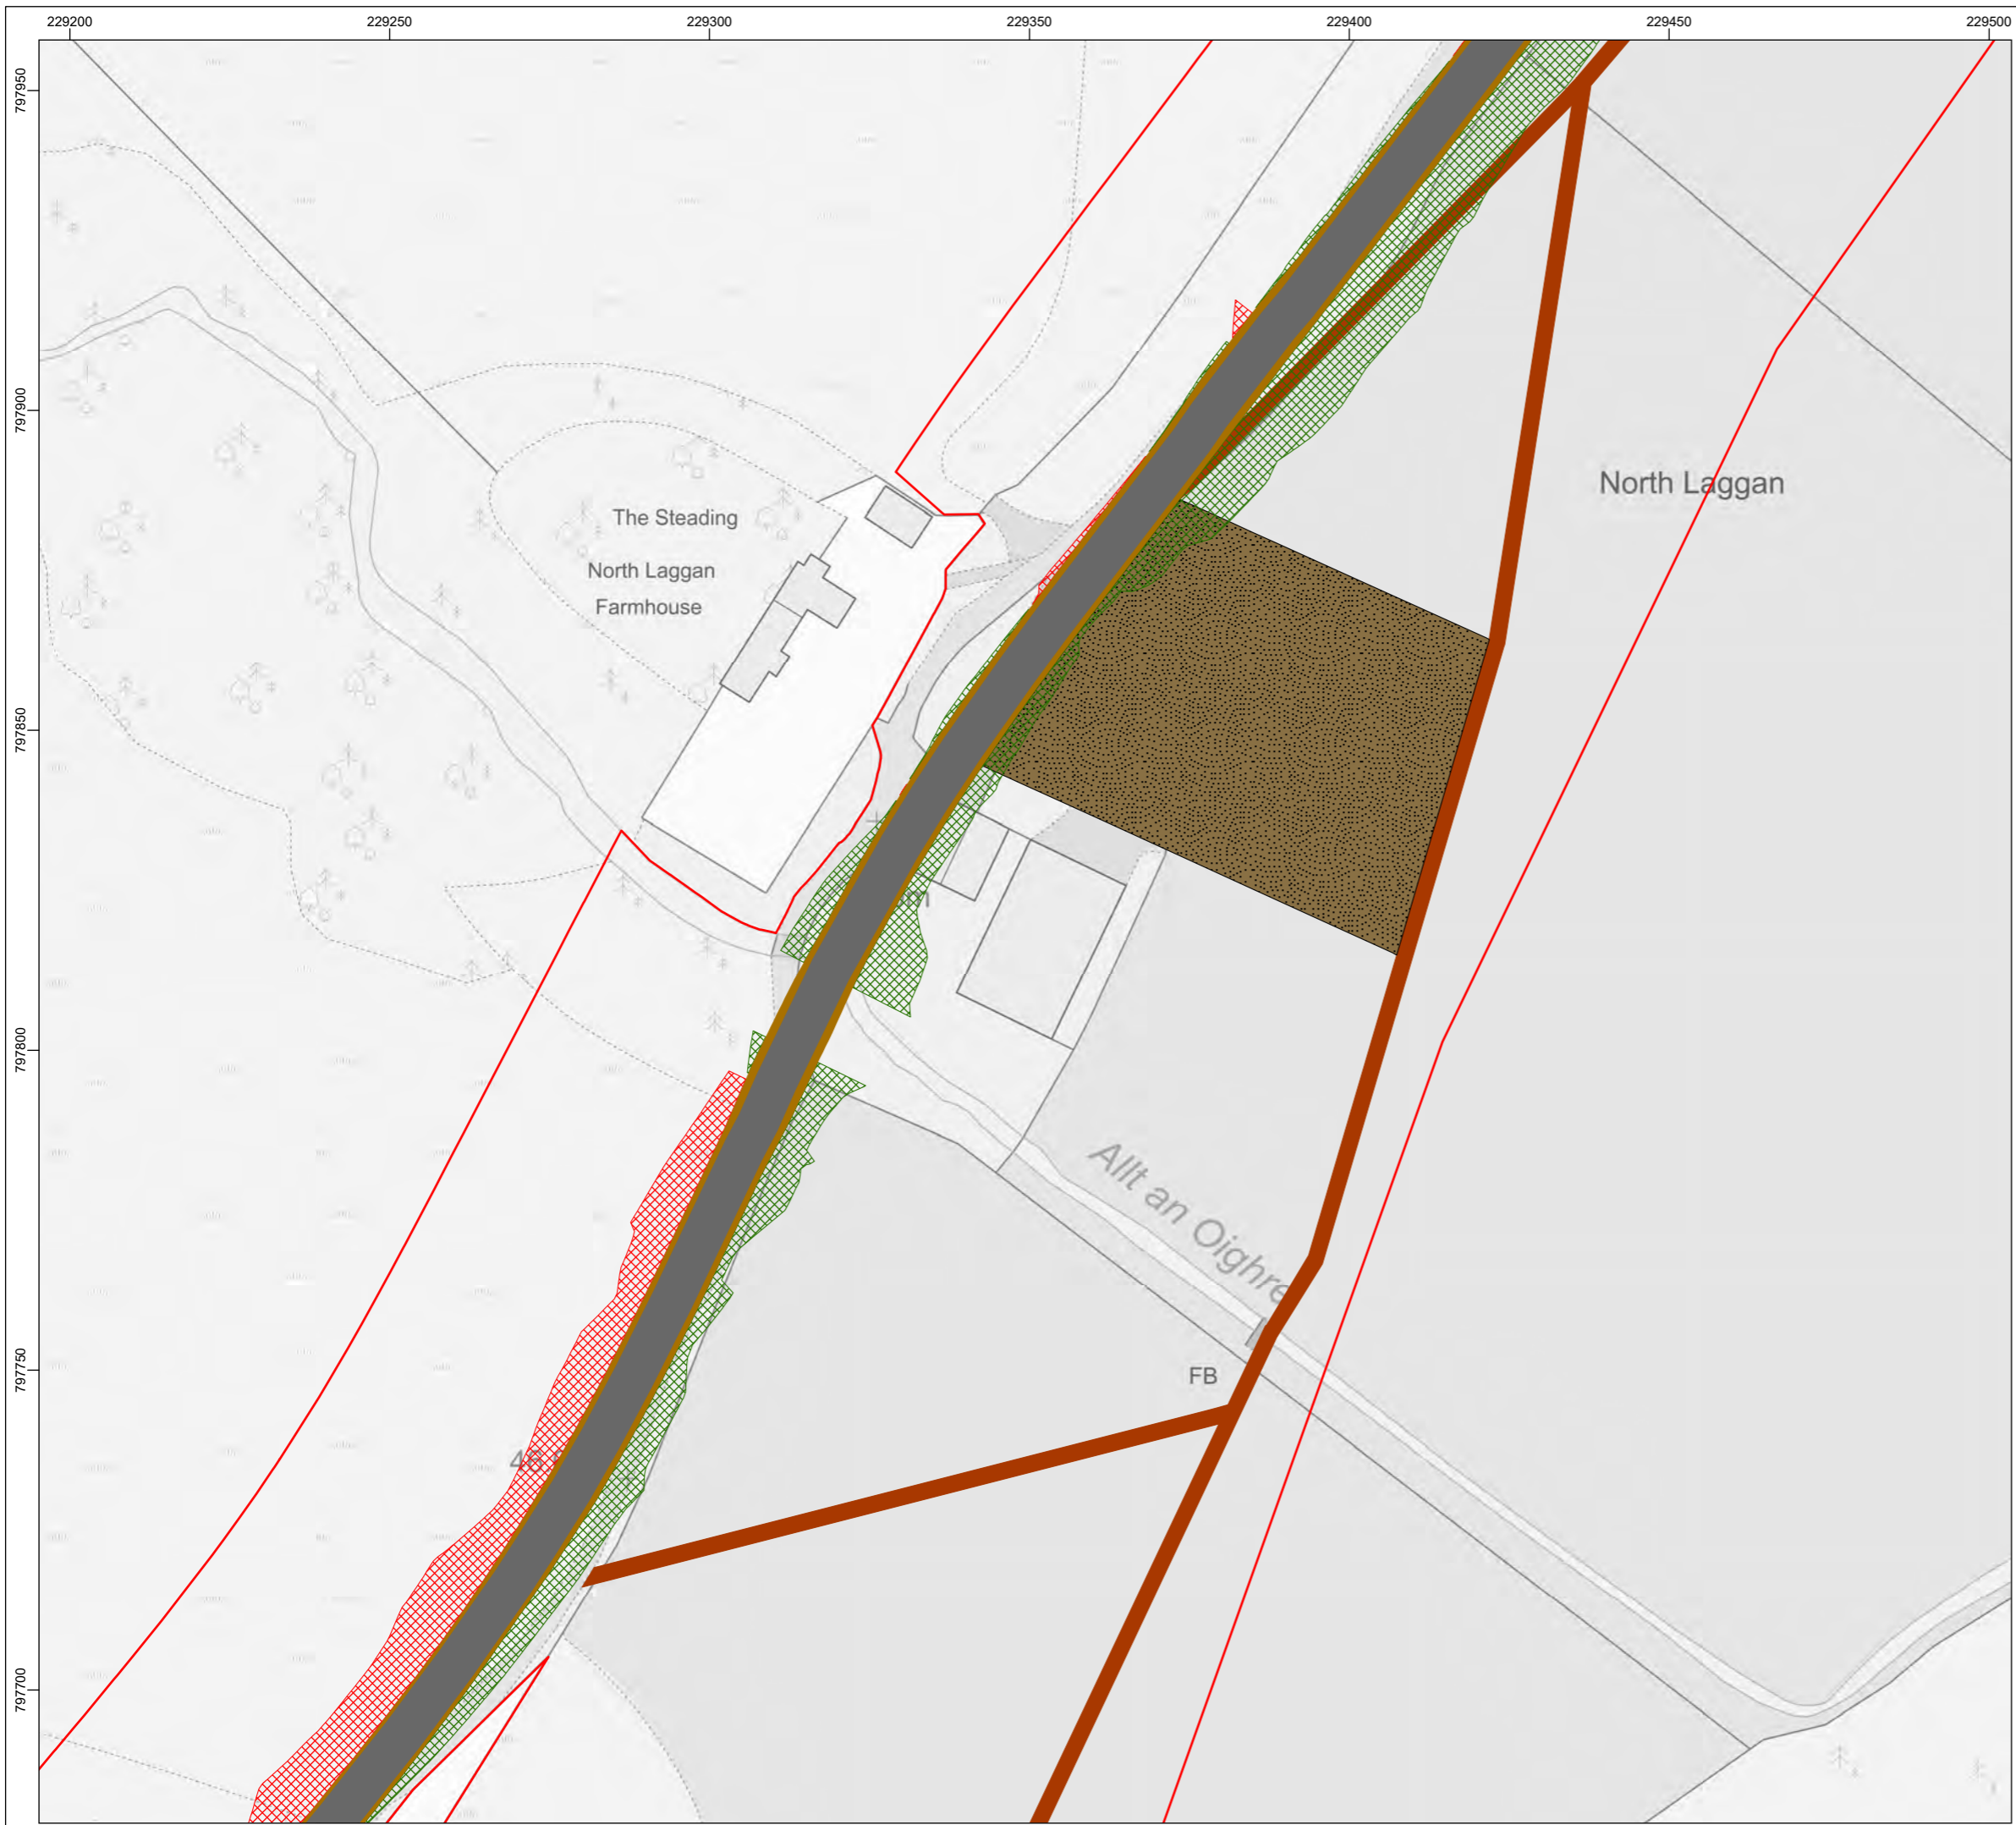 229200 229250 229300 229350 229400 229450 229500
797950
797900
797850
797800
797750
797700
North Laggan
The Steading
North Laggan
Farmhouse
Allt an Oighre
FB